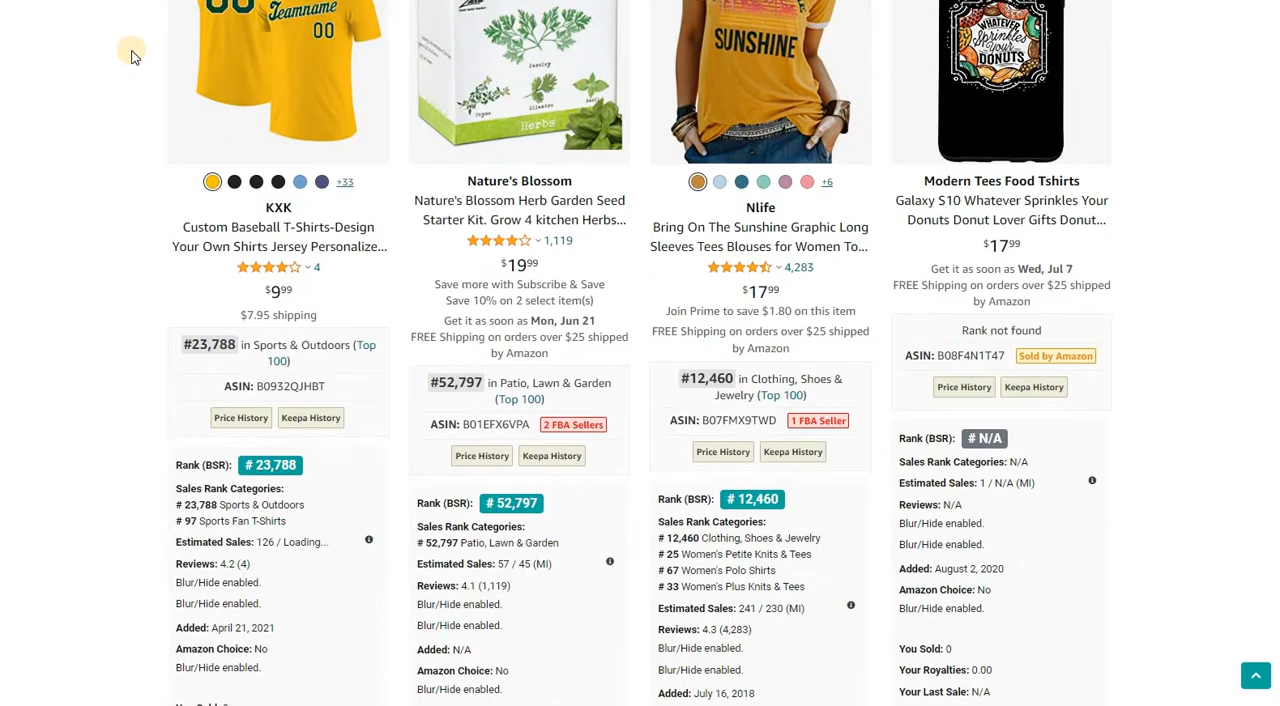 00
Teamname
00
+33
KXK
Custom Baseball T-Shirts-Design
Your Own Shirts Jersey Personalize...
4
$9.99
$7.95 shipping
#23,788 in Sports & Outdoors (Top
100)
ASIN: B0932QJHBT
Price History
Keepa History
Rank (BSR): # 23,788
Sales Rank Categories:
# 23,788 Sports & Outdoors
# 97 Sports Fan T-Shirts
Estimated Sales: 126 / Loading...
Reviews: 4.2 (4)
Blur/Hide enabled.
Blur/Hide enabled.
Added: April 21, 2021
Amazon Choice: No
Blur/Hide enabled.
Parsley
Thyme
Cilantro
Basil
Herbs
Nature's Blossom
Nature's Blossom Herb Garden Seed
Starter Kit. Grow 4 kitchen Herbs...
1,119
$19.99
Save more with Subscribe & Save
Save 10% on 2 select item(s)
Get it as soon as Mon, Jun 21
FREE Shipping on orders over $25 shipped
by Amazon
#52,797 in Patio, Lawn & Garden
(Top 100)
ASIN: B01EFX6VPA 2 FBA Sellers
Price History
Keepa History
Rank (BSR): # 52,797
Sales Rank Categories:
# 52,797 Patio, Lawn & Garden
Estimated Sales: 57 / 45 (MI)
Reviews: 4.1 (1,119)
Blur/Hide enabled.
Blur/Hide enabled.
Added: N/A
Amazon Choice: No
Blur/Hide enabled.
SUNSHINE
+6
Nlife
Bring On The Sunshine Graphic Long
Sleeves Tees Blouses for Women To...
4,283
$17.99
Join Prime to save $1.80 on this item
FREE Shipping on orders over $25 shipped
by Amazon
#12,460 in Clothing, Shoes &
Jewelry (Top 100)
ASIN: B07FMX9TWD 1 FBA Seller
Price History
Keepa History
Rank (BSR): # 12,460
Sales Rank Categories:
# 12,460 Clothing, Shoes & Jewelry
# 25 Women's Petite Knits & Tees
# 67 Women's Polo Shirts
# 33 Women's Plus Knits & Tees
Estimated Sales: 241 / 230 (MI)
Reviews: 4.3 (4,283)
Blur/Hide enabled.
Blur/Hide enabled.
Added: July 16, 2018
WHATEVER
Sprinkles
Your
DONUTS
Modern Tees Food Tshirts
Galaxy S10 Whatever Sprinkles Your
Donuts Donut Lover Gifts Donut...
$17.99
Get it as soon as Wed, Jul 7
FREE Shipping on orders over $25 shipped
by Amazon
Rank not found
ASIN: B08F4N1T47 Sold by Amazon
Price History
Keepa History
Rank (BSR): # N/A
Sales Rank Categories: N/A
Estimated Sales: 1 / N/A (MI)
Reviews: N/A
Blur/Hide enabled.
Blur/Hide enabled.
Added: August 2, 2020
Amazon Choice: No
Blur/Hide enabled.
You Sold: 0
Your Royalties: 0.00
Your Last Sale: N/A